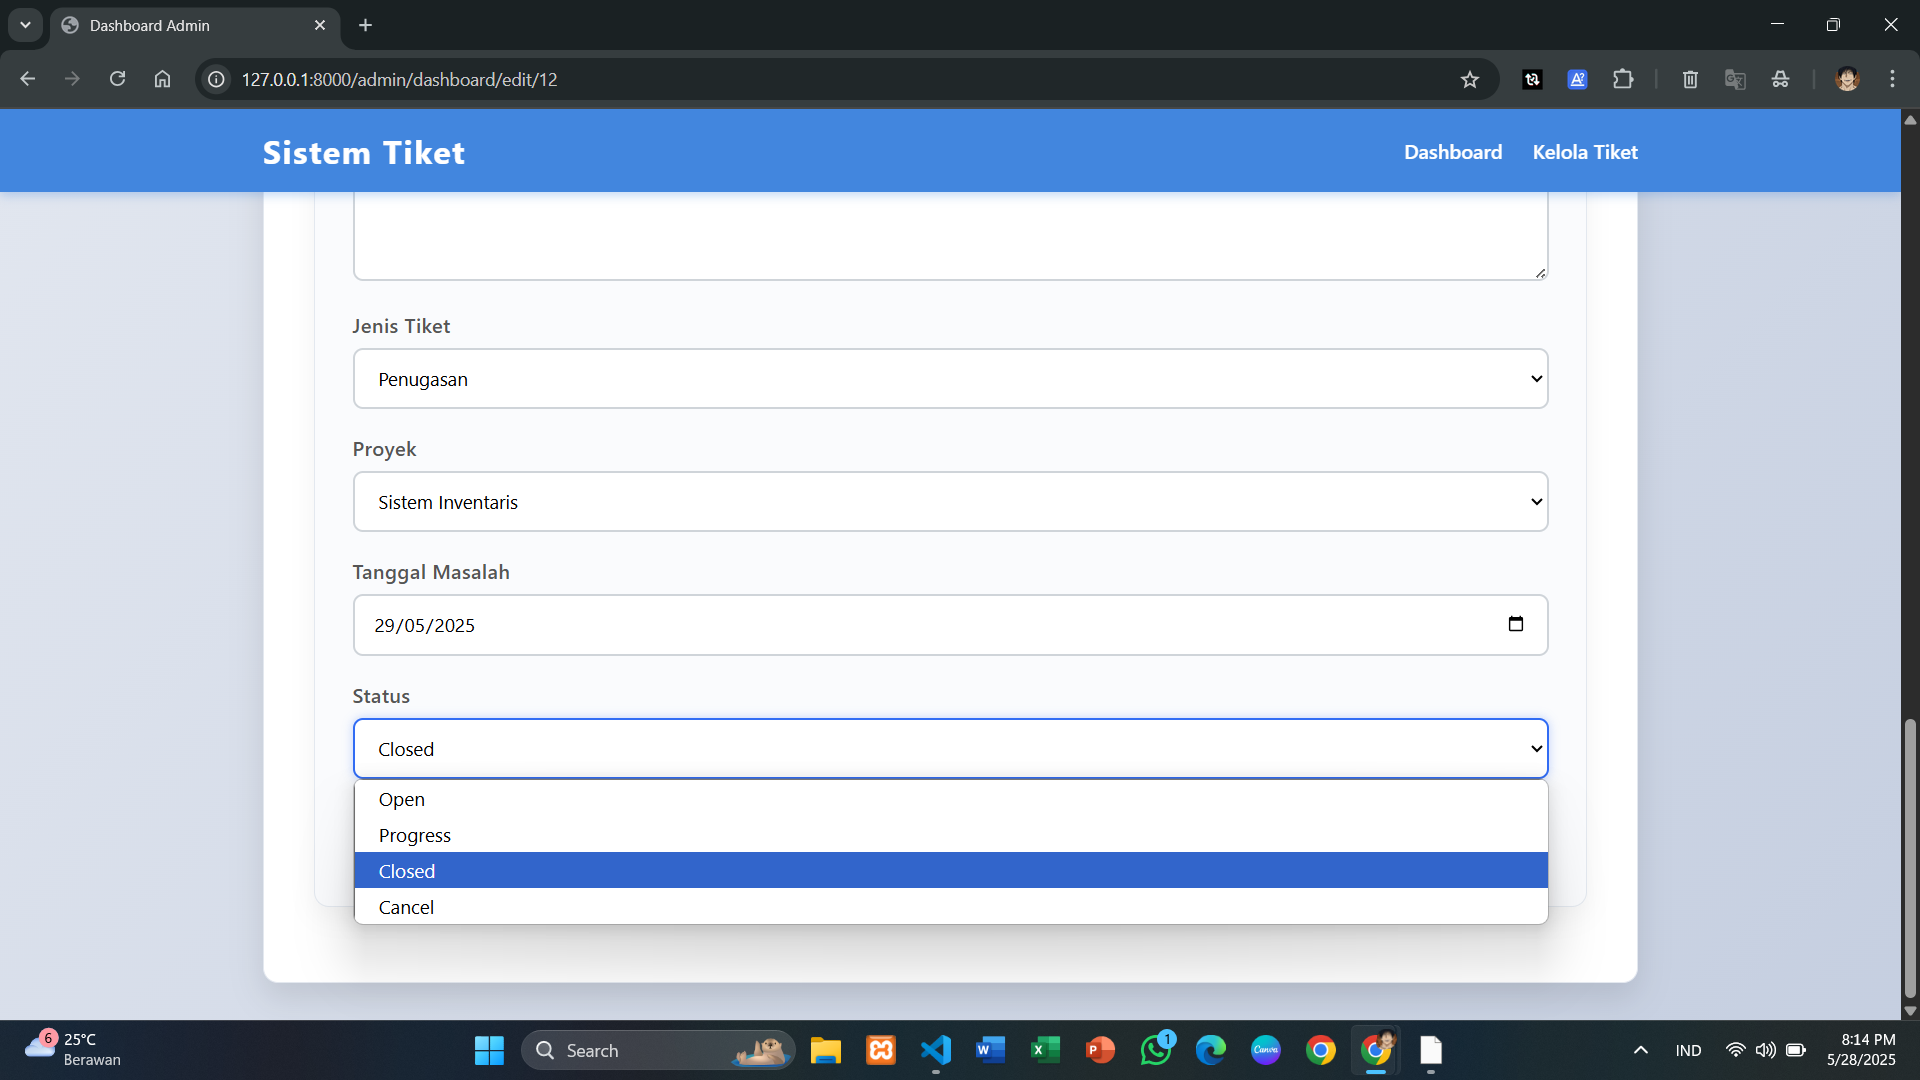 Dashboard Admin
127.0.0.1:8000/admin/dashboard/edit/12
Sistem Tiket
Dashboard
Kelola Tiket
Jenis Tiket
Penugasan
Proyek
Sistem Inventaris
Tanggal Masalah
29/05/2025
Status
Closed
Open
Progress
Closed
Cancel
6
25°C
Berawan
Search
1
Canva
IND
8:14 PM
5/28/2025